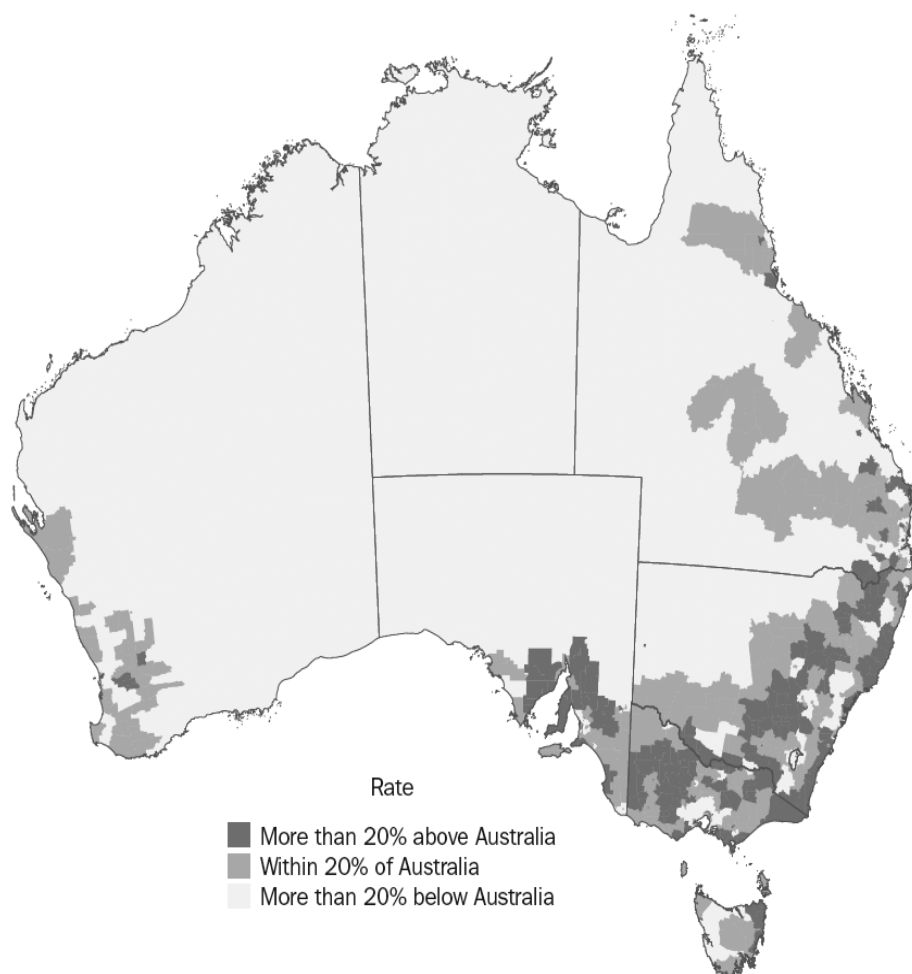 Rate
More than 20% above Australia
Within 20% of Australia
More than 20% below Australia